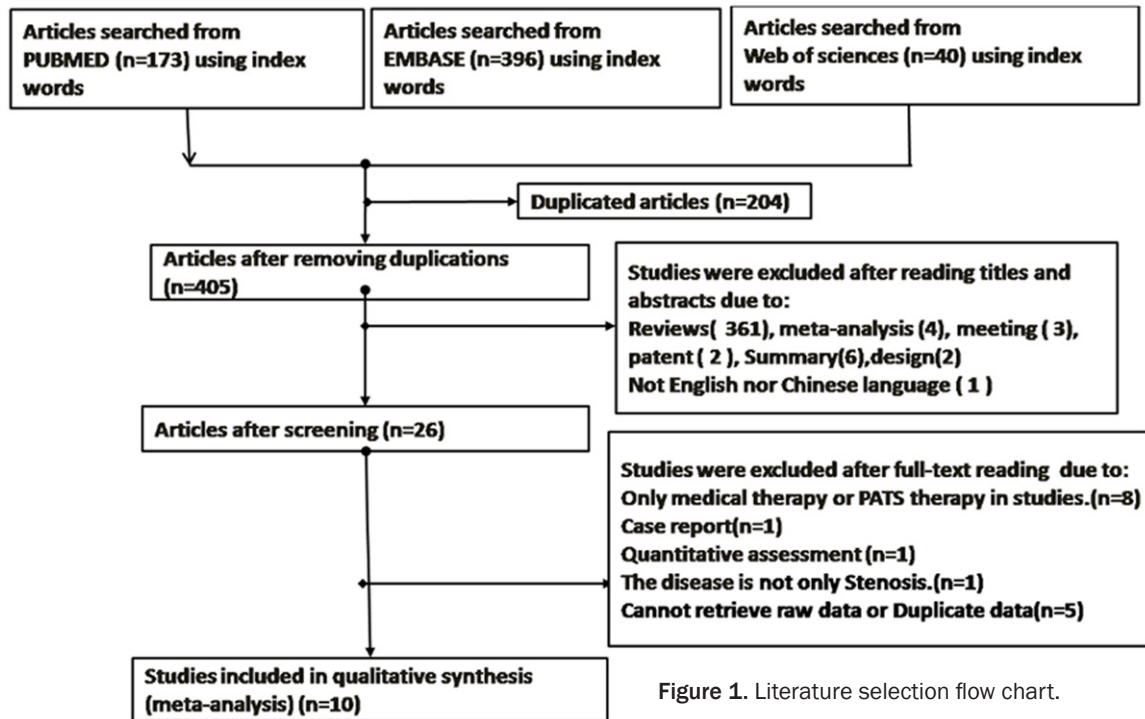 Articles searched from
PUBMED (n=173) using index
words
Articles searched from
EMBASE (n=396) using index
words
Articles searched from
Web of sciences (n=40) using index
words
Duplicated articles (n=204)
Articles after removing duplications
(n=405)
Studies were excluded after reading titles and
abstracts due to:
Reviews( 361), meta-analysis (4), meeting ( 3),
patent ( 2 ), Summary(6),design(2)
Not English nor Chinese language ( 1 )
Articles after screening (n=26)
Studies were excluded after full-text reading due to:
Only medical therapy or PATS therapy in studies.(n=8)
Case report(n=1)
Quantitative assessment (n=1)
The disease is not only Stenosis.(n=1)
Cannot retrieve raw data or Duplicate data(n=5)
Studies included in qualitative synthesis
(meta-analysis) (n=10)
Figure 1. Literature selection flow chart.